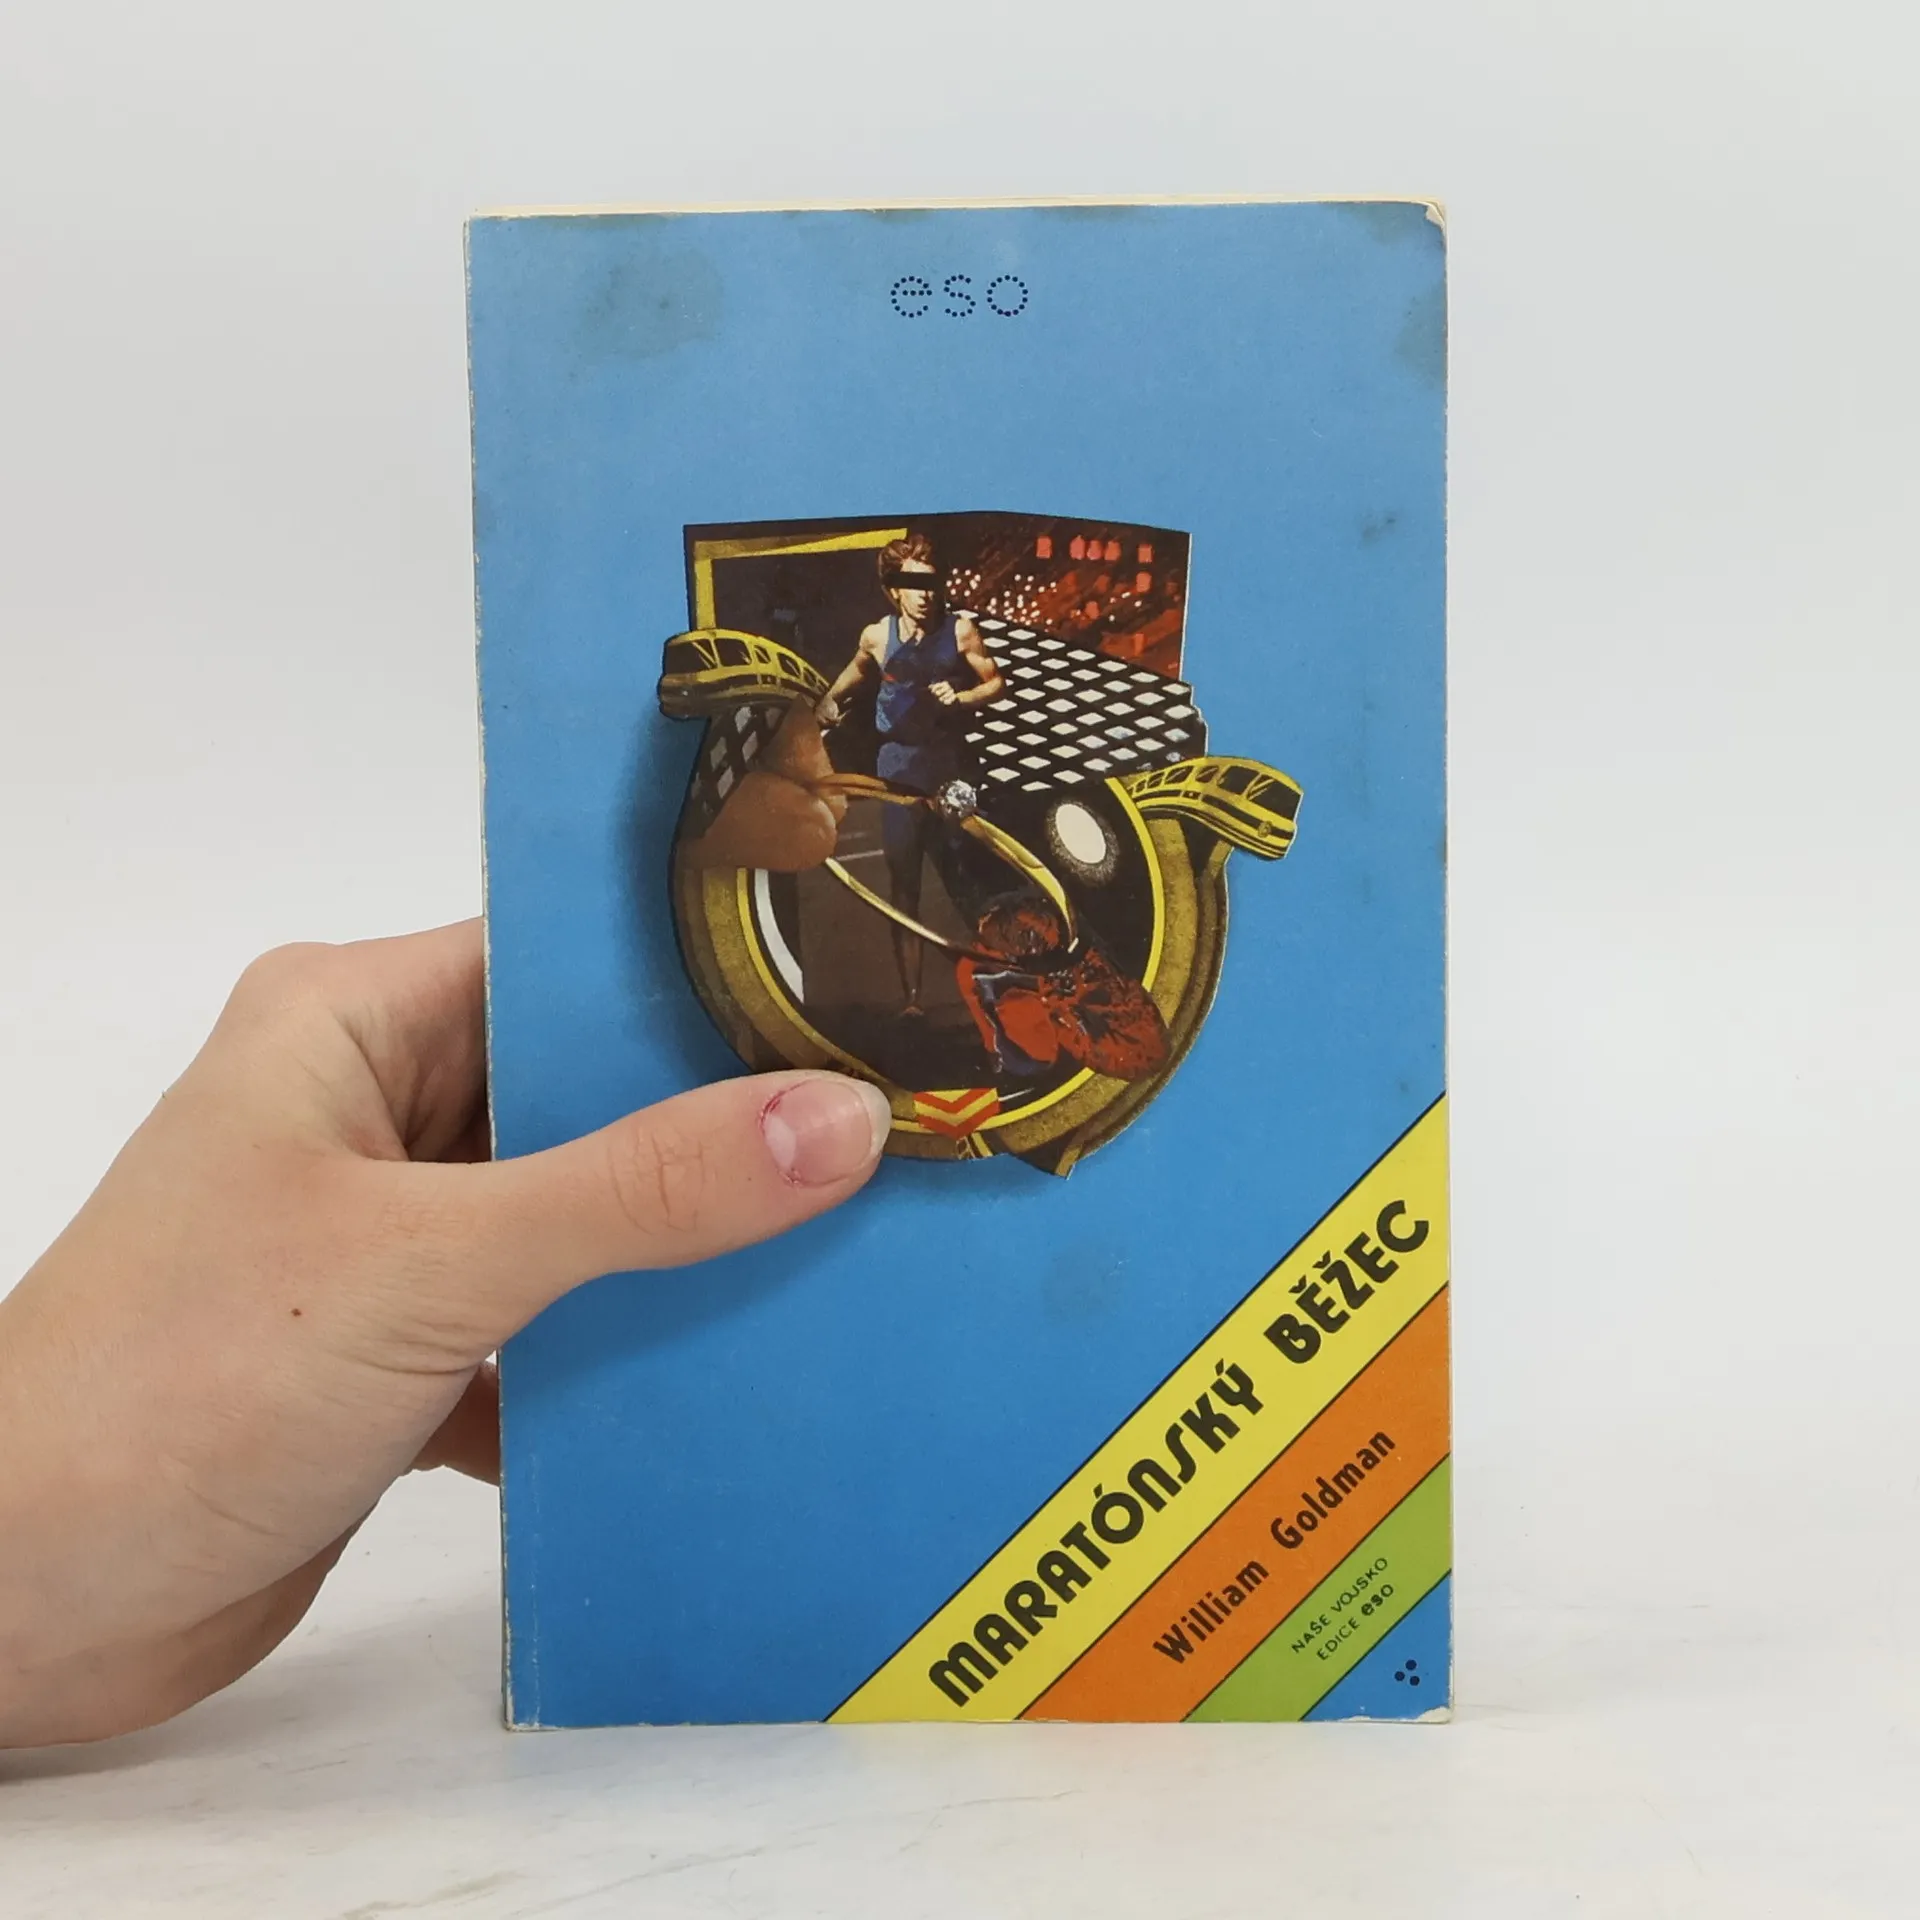 eso
MARATÓNSKÝ BĚŽEC
William Goldman
NAŠE VOJSKO
EDICE eso